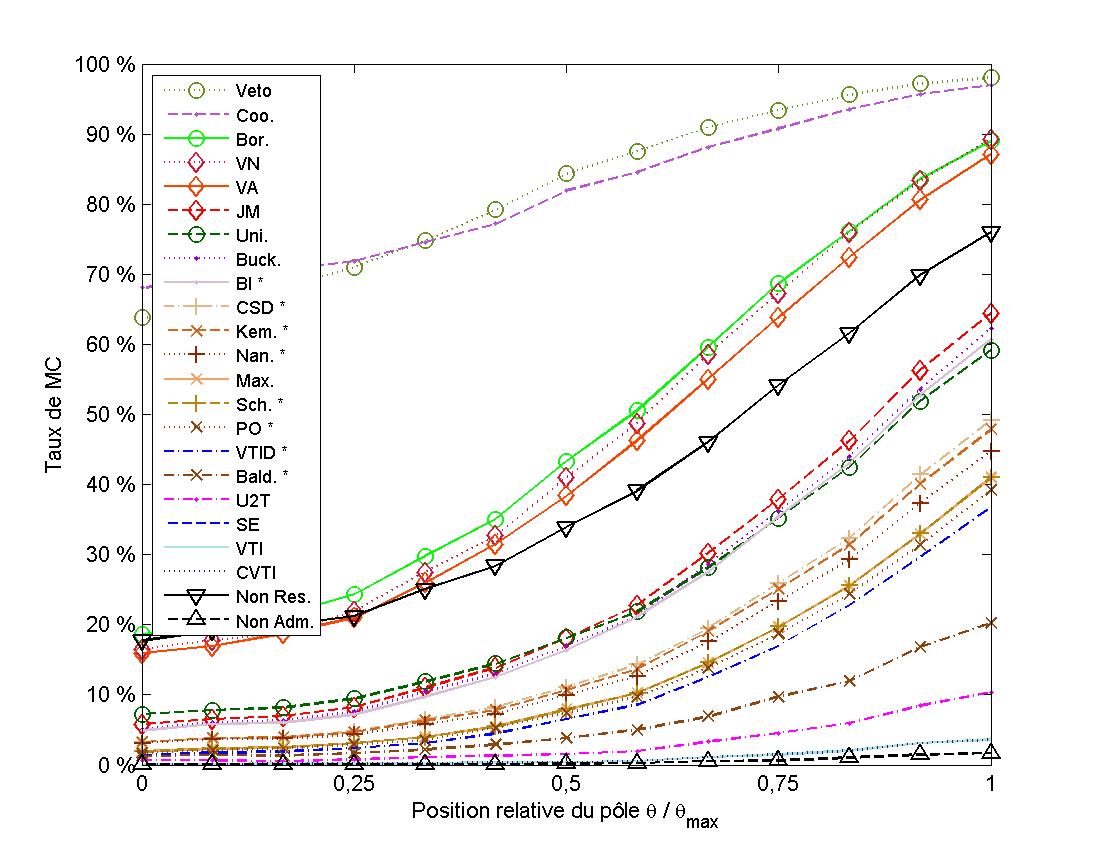 100 %
90 %
80 %
70 %
60 %
50 %
40 %
30 %
20 %
10 %
0 %
Taux de MC
Veto
Coo.
Bor.
VN
VA
JM
Uni.
Buck.
BI *
CSD *
Kem. *
Nan. *
Max.
Sch. *
PO *
VTID *
Bald. *
U2T
SE
VTI
CVTI
Non Res.
Non Adm.
0 0,25 0,5 0,75 1
Position relative du pôle θ / θmax